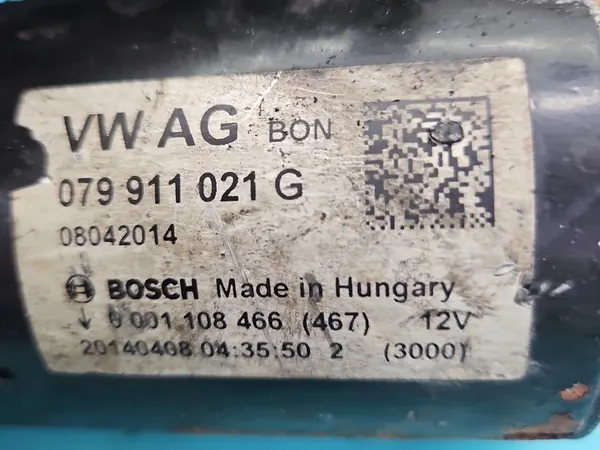 VW AG BON
079 911 021 G
08042014
BOSCH Made in Hungary
0 001 108 466 (467) 12V
20140408 04:35:50 2 (3000)